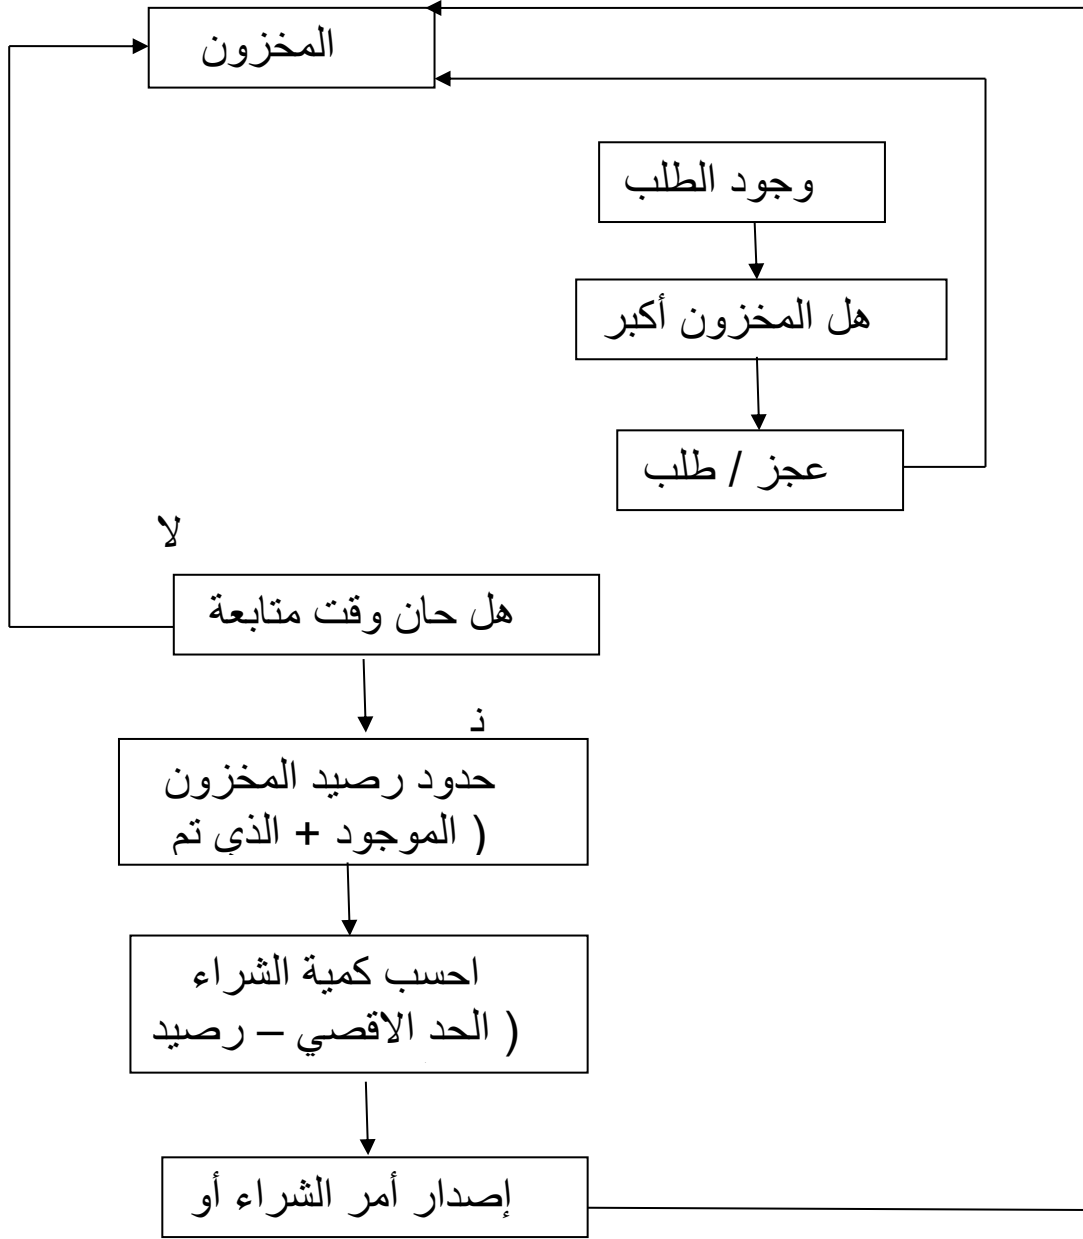 المخزون
وجود الطلب
هل المخزون أكبر
عجز / طلب
لا
هل حان وقت متابعة
نـ
حدود رصيد المخزون
( الموجود + الذي تم
احسب كمية الشراء
( الحد الاقصي – رصيد
إصدار أمر الشراء أو